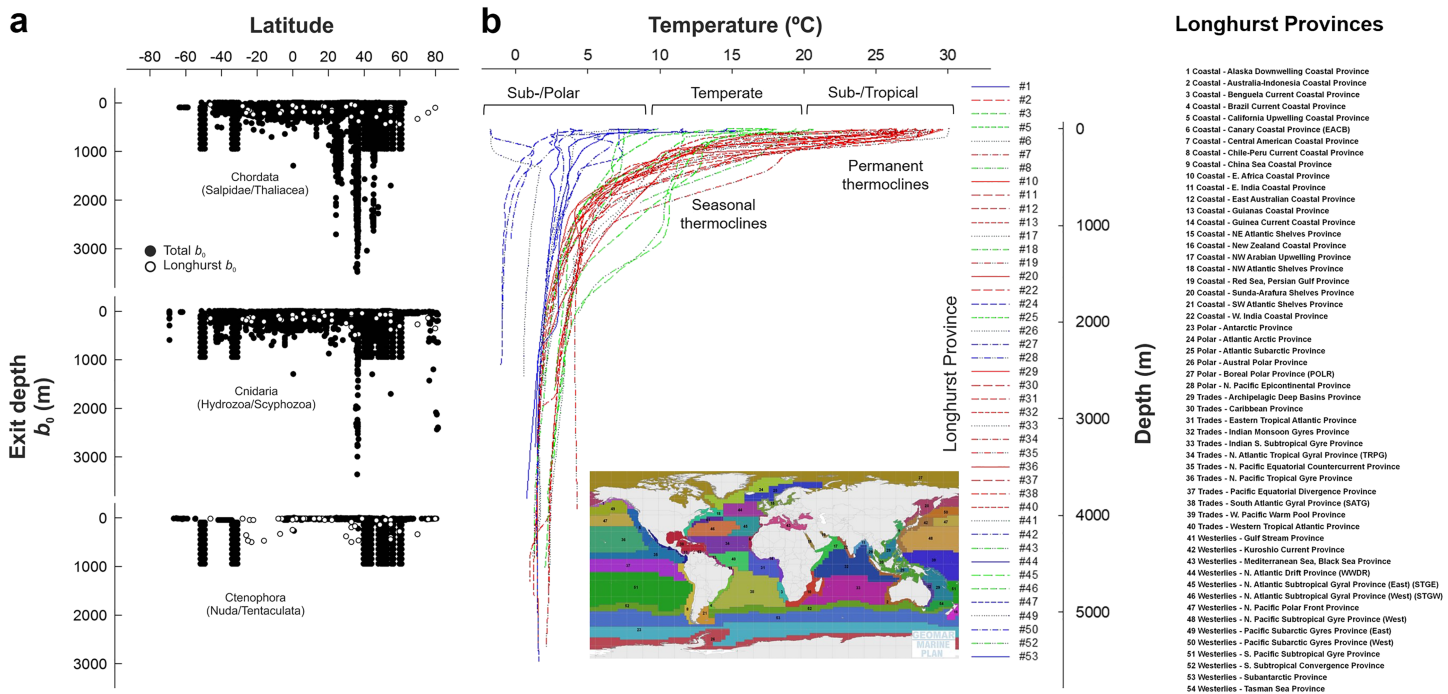 a
Latitude
-80 -60 -40 -20 0 20 40 60 80
0
1000
2000
3000
Chordata
(Salpidae/Thaliacea)
Total b0
Longhurst b0
0
1000
2000
3000
Cnidaria
(Hydrozoa/Scyphozoa)
0
1000
2000
3000
Ctenophora
(Nuda/Tentaculata)
Exit depth
b0 (m)
b
Temperature (ºC)
0 5 10 15 20 25 30
Sub-/Polar
Temperate
Sub-/Tropical
Permanent
thermoclines
Seasonal
thermoclines
Longhurst Province
#1
#2
#3
#5
#6
#7
#8
#10
#11
#12
#13
#17
#18
#19
#20
#22
#24
#25
#26
#27
#28
#29
#30
#31
#32
#33
#34
#35
#36
#37
#38
#40
#41
#42
#43
#44
#45
#46
#47
#49
#50
#52
#53
GEOMAR
MARINE
PLAN
0
1000
2000
3000
4000
5000
Depth (m)
Longhurst Provinces
1 Coastal - Alaska Downwelling Coastal Province
2 Coastal - Australia-Indonesia Coastal Province
3 Coastal - Benguela Current Coastal Province
4 Coastal - Brazil Current Coastal Province
5 Coastal - California Upwelling Coastal Province
6 Coastal - Canary Coastal Province (EACB)
7 Coastal - Central American Coastal Province
8 Coastal - Chile-Peru Current Coastal Province
9 Coastal - China Sea Coastal Province
10 Coastal - E. Africa Coastal Province
11 Coastal - E. India Coastal Province
12 Coastal - East Australian Coastal Province
13 Coastal - Guianas Coastal Province
14 Coastal - Guinea Current Coastal Province
15 Coastal - NE Atlantic Shelves Province
16 Coastal - New Zealand Coastal Province
17 Coastal - NW Arabian Upwelling Province
18 Coastal - NW Atlantic Shelves Province
19 Coastal - Red Sea, Persian Gulf Province
20 Coastal - Sunda-Arafura Shelves Province
21 Coastal - SW Atlantic Shelves Province
22 Coastal - W. India Coastal Province
23 Polar - Antarctic Province
24 Polar - Atlantic Arctic Province
25 Polar - Atlantic Subarctic Province
26 Polar - Austral Polar Province
27 Polar - Boreal Polar Province (POLR)
28 Polar - N. Pacific Epicontinental Province
29 Trades - Archipelagic Deep Basins Province
30 Trades - Caribbean Province
31 Trades - Eastern Tropical Atlantic Province
32 Trades - Indian Monsoon Gyres Province
33 Trades - Indian S. Subtropical Gyre Province
34 Trades - N. Atlantic Tropical Gyral Province (TRPG)
35 Trades - N. Pacific Equatorial Countercurrent Province
36 Trades - N. Pacific Tropical Gyre Province
37 Trades - Pacific Equatorial Divergence Province
38 Trades - South Atlantic Gyral Province (SATG)
39 Trades - W. Pacific Warm Pool Province
40 Trades - Western Tropical Atlantic Province
41 Westerlies - Gulf Stream Province
42 Westerlies - Kuroshio Current Province
43 Westerlies - Mediterranean Sea, Black Sea Province
44 Westerlies - N. Atlantic Drift Province (WWDR)
45 Westerlies - N. Atlantic Subtropical Gyral Province (East) (STGE)
46 Westerlies - N. Atlantic Subtropical Gyral Province (West) (STGW)
47 Westerlies - N. Pacific Polar Front Province
48 Westerlies - N. Pacific Subtropical Gyre Province (West)
49 Westerlies - Pacific Subarctic Gyres Province (East)
50 Westerlies - Pacific Subarctic Gyres Province (West)
51 Westerlies - S. Pacific Subtropical Gyre Province
52 Westerlies - S. Subtropical Convergence Province
53 Westerlies - Subantarctic Province
54 Westerlies - Tasman Sea Province